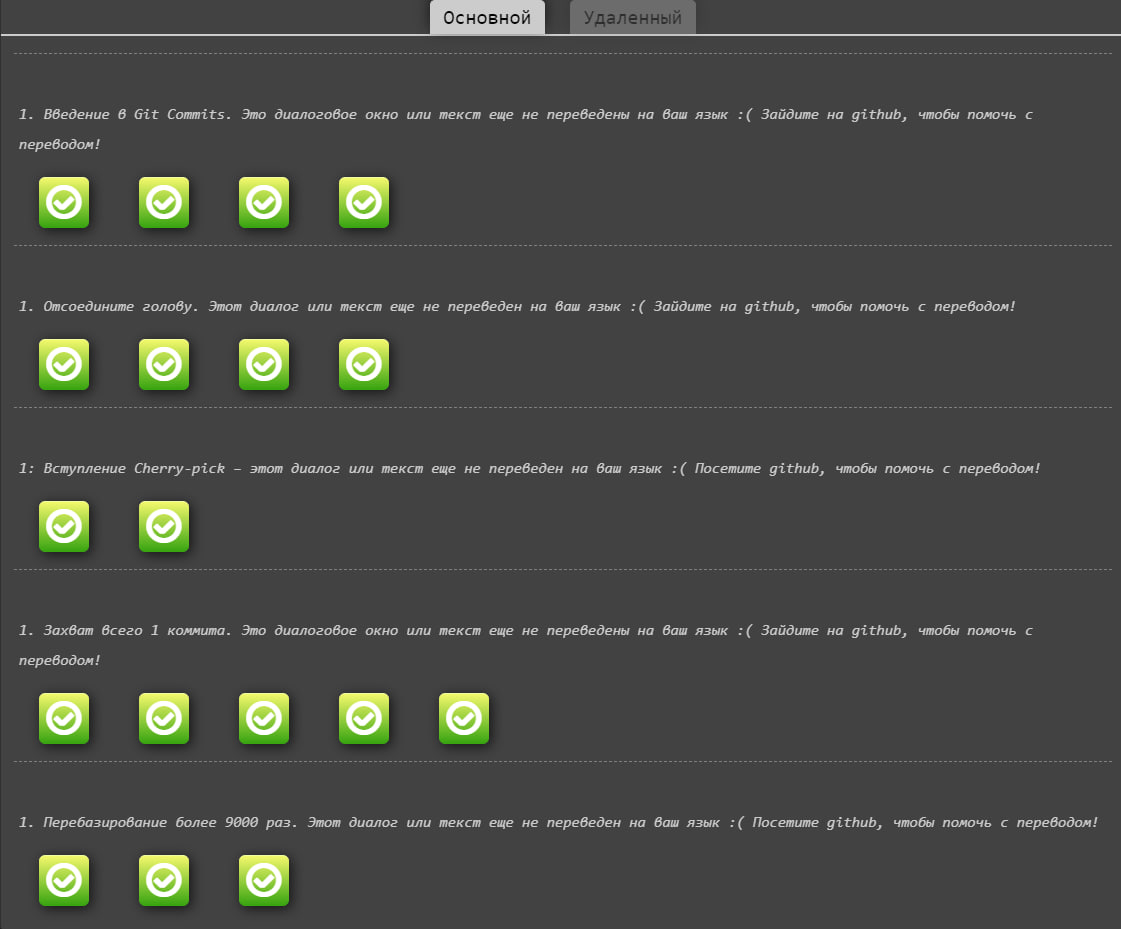 Основной Удаленный
1. Введение в Git Commits. Это диалоговое окно или текст еще не переведены на ваш язык :( Зайдите на github, чтобы помочь с
переводом!
1. Отсоедините голову. Этот диалог или текст еще не переведен на ваш язык :( Зайдите на github, чтобы помочь с переводом!
1: Вступление Cherry-pick – этот диалог или текст еще не переведен на ваш язык :( Посетите github, чтобы помочь с переводом!
1. Захват всего 1 коммита. Это диалоговое окно или текст еще не переведены на ваш язык :( Зайдите на github, чтобы помочь с
переводом!
1. Перебазирование более 9000 раз. Этот диалог или текст еще не переведен на ваш язык :( Посетите github, чтобы помочь с переводом!